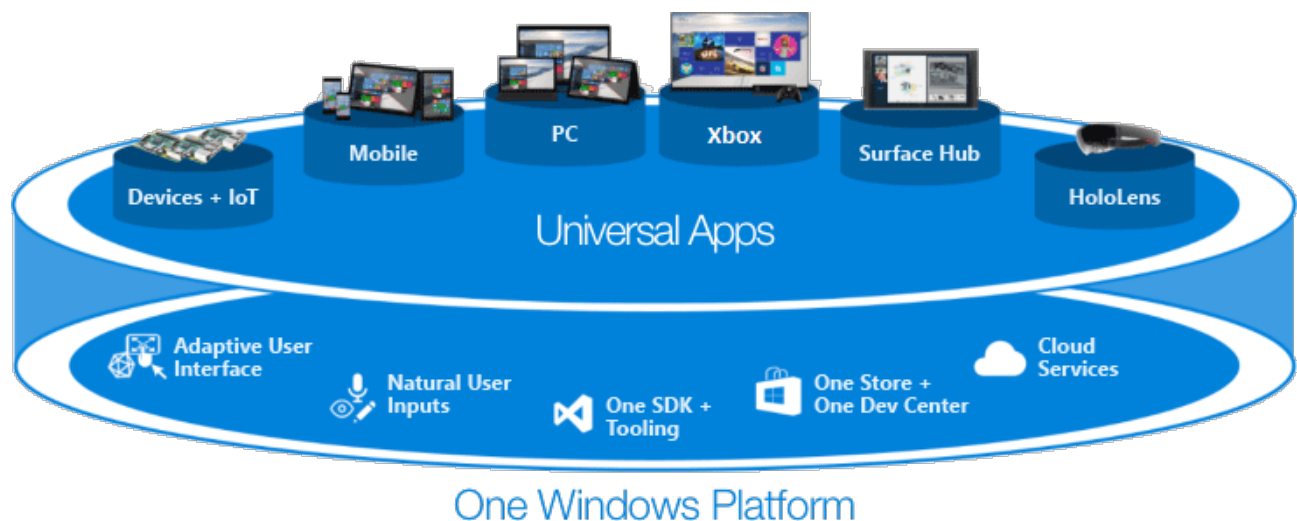 Devices + IoT
Mobile
PC
Xbox
Surface Hub
HoloLens
Universal Apps
Adaptive User
Interface
Natural User
Inputs
One SDK +
Tooling
One Store +
One Dev Center
Cloud
Services
One Windows Platform